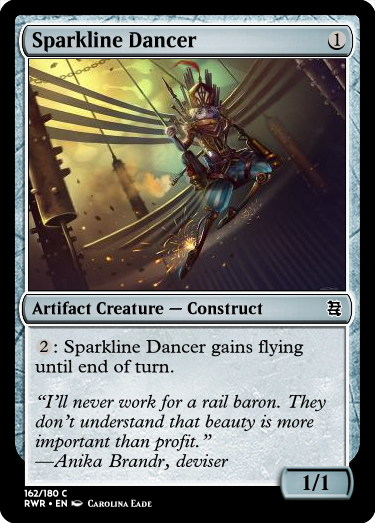 Sparkline Dancer 1
Artifact Creature — Construct
2: Sparkline Dancer gains flying
until end of turn.
“I’ll never work for a rail baron. They
don’t understand that beauty is more
important than profit.”
—Anika Brandr, deviser
1/1
162/180 C
RWR • EN Carolina Eade